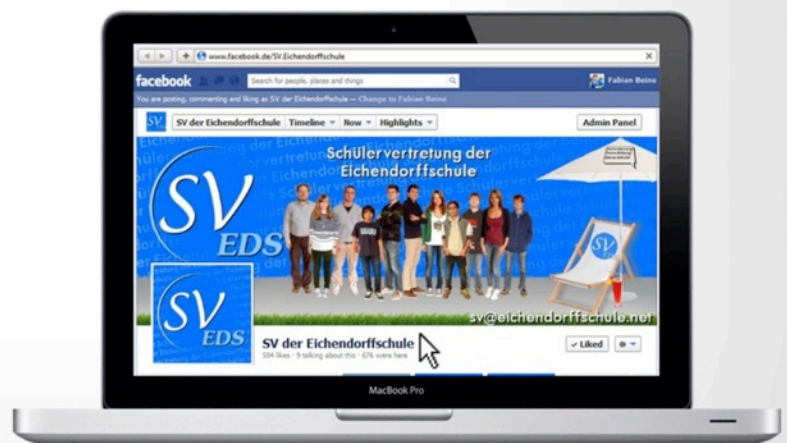 www.facebook.de/SV.Eichendorffschule
facebook
Search for people, places and things
Fabian Beine
You are posting, commenting and liking as SV der Eichendorffschule — Change to Fabian Beine
SV
SV der Eichendorffschule Timeline Now Highlights
Admin Panel
Schülervertretung der
Eichendorffschule
SV
EDS
SV
EDS
SV
EDS
sv@eichendorffschule.net
SV der Eichendorffschule
504 likes · 9 talking about this · 676 were here
Liked
MacBook Pro